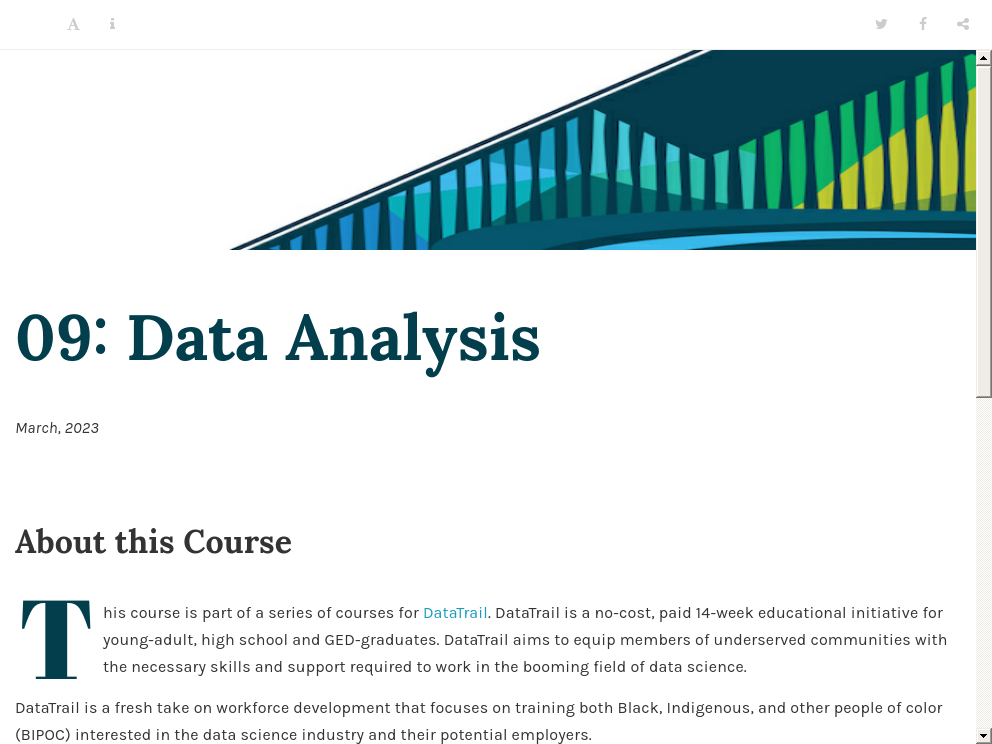 09: Data Analysis
March, 2023
About this Course
This course is part of a series of courses for DataTrail. DataTrail is a no-cost, paid 14-week educational initiative for
young-adult, high school and GED-graduates. DataTrail aims to equip members of underserved communities with
the necessary skills and support required to work in the booming field of data science.
DataTrail is a fresh take on workforce development that focuses on training both Black, Indigenous, and other people of color
(BIPOC) interested in the data science industry and their potential employers.